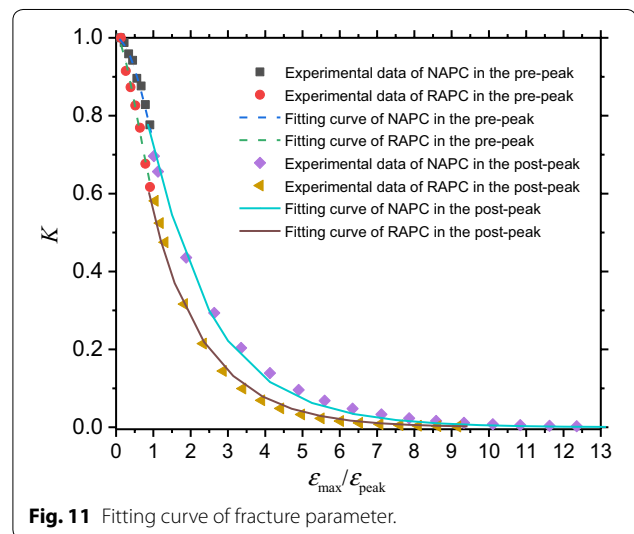 1.0
0.8
0.6
0.4
0.2
0.0
K
Experimental data of NAPC in the pre-peak
Experimental data of RAPC in the pre-peak
Fitting curve of NAPC in the pre-peak
Fitting curve of RAPC in the pre-peak
Experimental data of NAPC in the post-peak
Experimental data of RAPC in the post-peak
Fitting curve of NAPC in the post-peak
Fitting curve of RAPC in the post-peak
0 1 2 3 4 5 6 7 8 9 10 11 12 13
εmax/εpeak
Fig. 11 Fitting curve of fracture parameter.